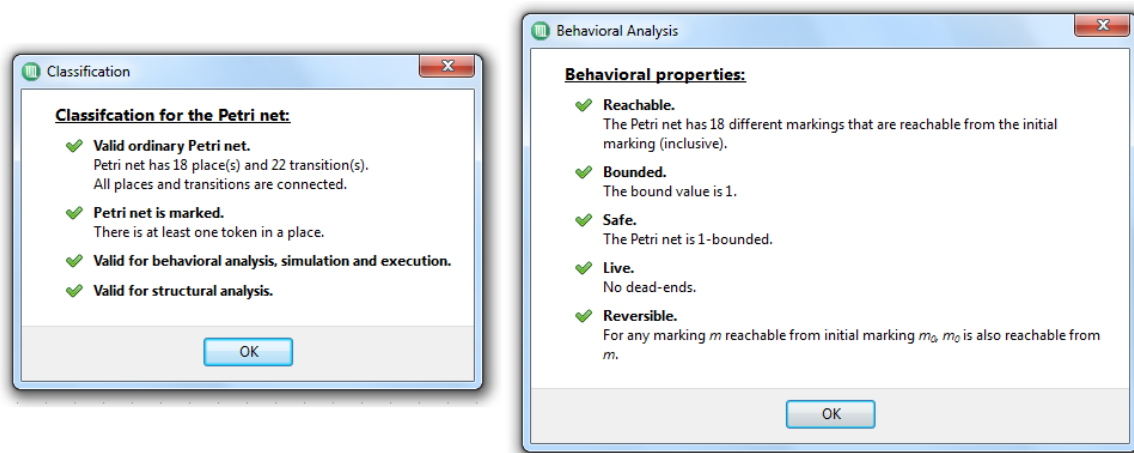 Classification
Classifcation for the Petri net:
Valid ordinary Petri net.
Petri net has 18 place(s) and 22 transition(s).
All places and transitions are connected.
Petri net is marked.
There is at least one token in a place.
Valid for behavioral analysis, simulation and execution.
Valid for structural analysis.
OK
Behavioral Analysis
Behavioral properties:
Reachable.
The Petri net has 18 different markings that are reachable from the initial
marking (inclusive).
Bounded.
The bound value is 1.
Safe.
The Petri net is 1-bounded.
Live.
No dead-ends.
Reversible.
For any marking m reachable from initial marking m₀, m₀ is also reachable from
m.
OK